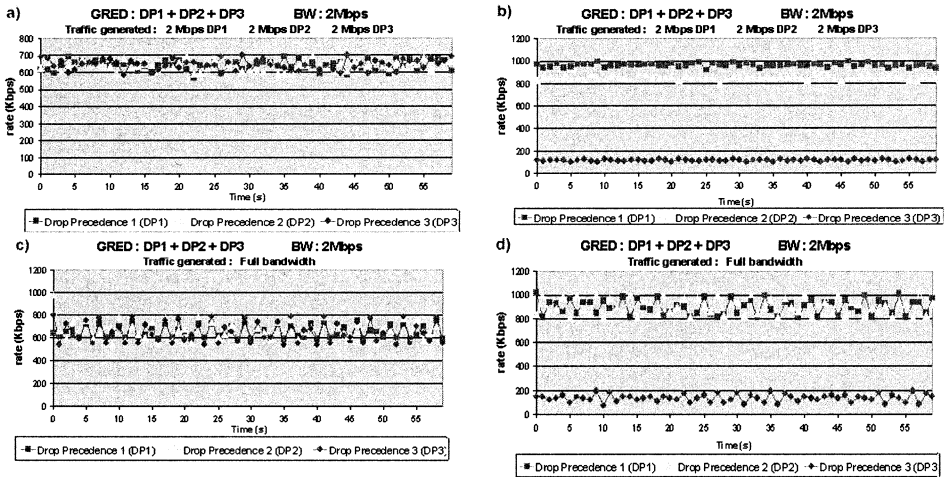 a)
GRED : DP1 + DP2 + DP3 BW : 2Mbps
Traffic generated : 2 Mbps DP1 2 Mbps DP2 2 Mbps DP3
rate (Kbps)
800
700
600
500
400
300
200
100
0
0 5 10 15 20 25 30 35 40 45 50 55
Time (s)
Drop Precedence 1 (DP1) Drop Precedence 2 (DP2) Drop Precedence 3 (DP3
b)
GRED : DP1 + DP2 + DP3 BW : 2Mbps
Traffic generated : 2 Mbps DP1 2 Mbps DP2 2 Mbps DP3
rate (Kbps)
1200
1000
800
600
400
200
0
0 5 10 15 20 25 30 35 40 45 50 55
Time (s)
Drop Precedence 1 (DP1) Drop Precedence 2 (DP2) Drop Precedence 3 (DP3)
c)
GRED : DP1 + DP2 + DP3 BW : 2Mbps
Traffic generated : Full bandwidth
rate (Kbps)
1200
1000
800
600
400
200
0
0 5 10 15 20 25 30 35 40 45 50 55
Time (s)
Drop Precedence 1 (DP1) Drop Precedence 2 (DP2) Drop Precedence 3 (DP3)
d)
GRED : DP1 + DP2 + DP3 BW : 2Mbps
Traffic generated : Full bandwidth
rate (Kbps)
1200
1000
800
600
400
200
0
0 5 10 15 20 25 30 35 40 45 50 55
Time (s)
Drop Precedence 1 (DP1) Drop Precedence 2 (DP2) Drop Precedence 3 (DP3)